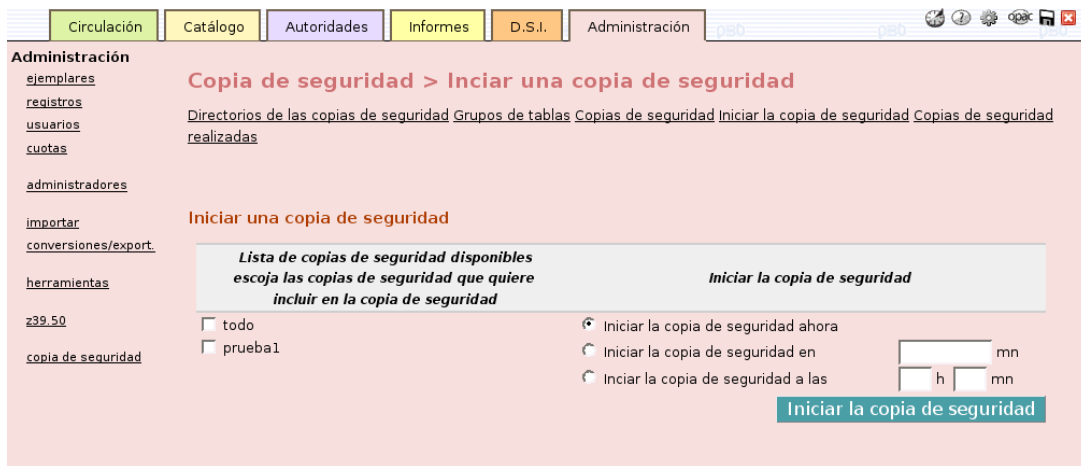 Circulación Catálogo Autoridades Informes D.S.I. Administración opac
Administración
ejemplares
registros
usuarios
cuotas
administradores
importar
conversiones/export.
herramientas
z39.50
copia de seguridad
Copia de seguridad > Inciar una copia de seguridad
Directorios de las copias de seguridad Grupos de tablas Copias de seguridad Iniciar la copia de seguridad Copias de seguridad
realizadas
Iniciar una copia de seguridad
Lista de copias de seguridad disponibles
escoja las copias de seguridad que quiere
incluir en la copia de seguridad
Iniciar la copia de seguridad
todo
prueba1
Iniciar la copia de seguridad ahora
Iniciar la copia de seguridad en mn
Inciar la copia de seguridad a las h mn
Iniciar la copia de seguridad